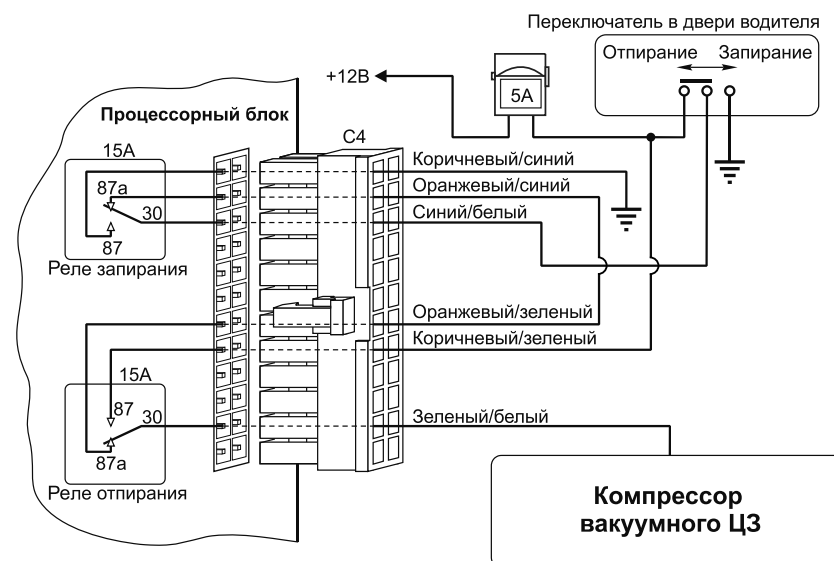 Переключатель в двери водителя
Отпирание Запирание
+12В
5А
Процессорный блок
С4
15А
87а
30
87
Реле запирания
Коричневый/синий
Оранжевый/синий
Синий/белый
Оранжевый/зеленый
Коричневый/зеленый
15А
87
30
87а
Реле отпирания
Зеленый/белый
Компрессор
вакуумного ЦЗ